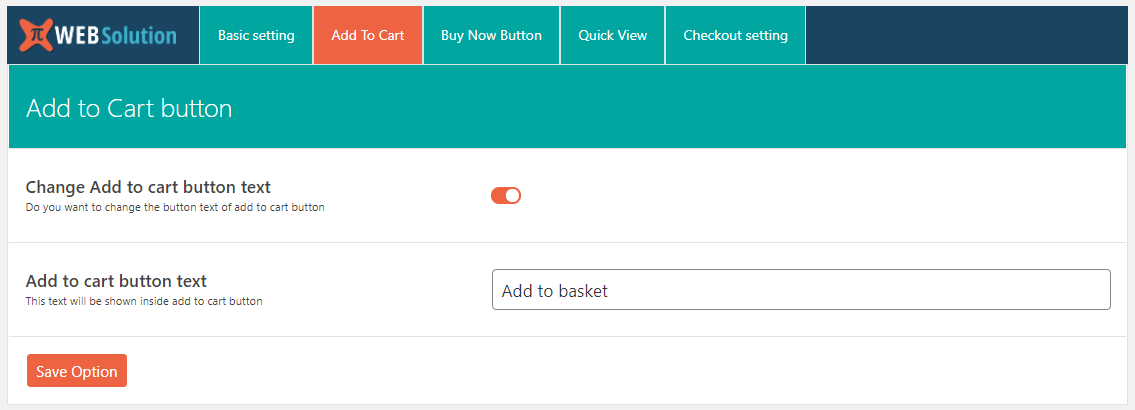 π WEBSolution Basic setting Add To Cart Buy Now Button Quick View Checkout setting
Add to Cart button
Change Add to cart button text
Do you want to change the button text of add to cart button
Add to cart button text
This text will be shown inside add to cart button
Add to basket
Save Option